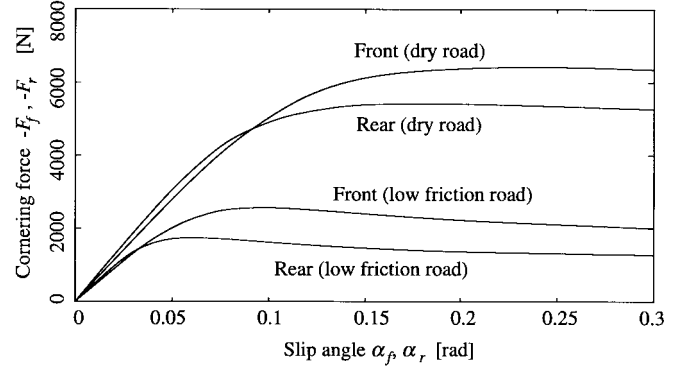 8000
6000
4000
2000
0
Cornering force -F_f , -F_r [N]
Front (dry road)
Rear (dry road)
Front (low friction road)
Rear (low friction road)
0 0.05 0.1 0.15 0.2 0.25 0.3
Slip angle α_f, α_r [rad]